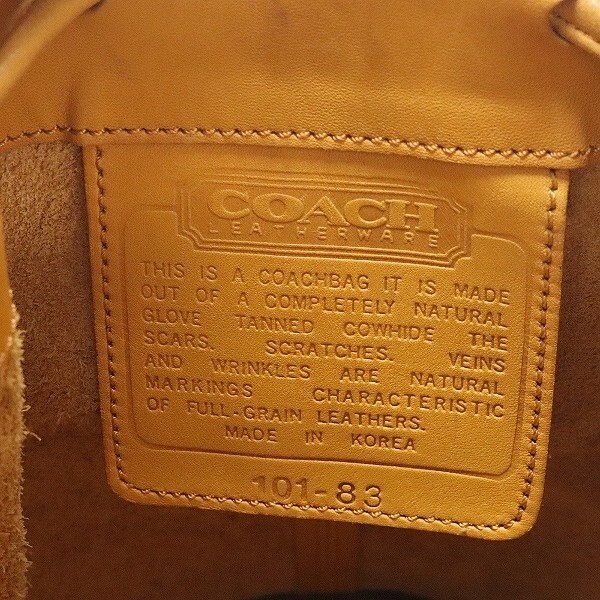 COACH
LEATHERWARE
THIS IS A COACHBAG IT IS MADE
OUT OF A COMPLETELY NATURAL
GLOVE TANNED COWHIDE THE
SCARS. SCRATCHES. VEINS
AND WRINKLES ARE NATURAL
MARKINGS CHARACTERISTIC
OF FULL-GRAIN LEATHERS.
MADE IN KOREA
101-83